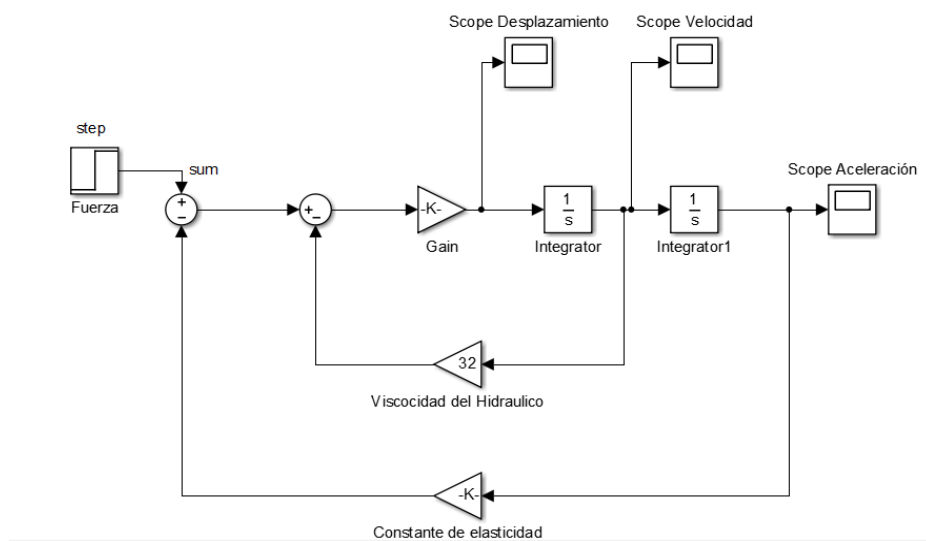 Scope Desplazamiento
Scope Velocidad
step
sum
Fuerza
+
−
+
−
-K-
Gain
1
s
Integrator
1
s
Integrator1
Scope Aceleración
32
Viscocidad del Hidraulico
-K-
Constante de elasticidad